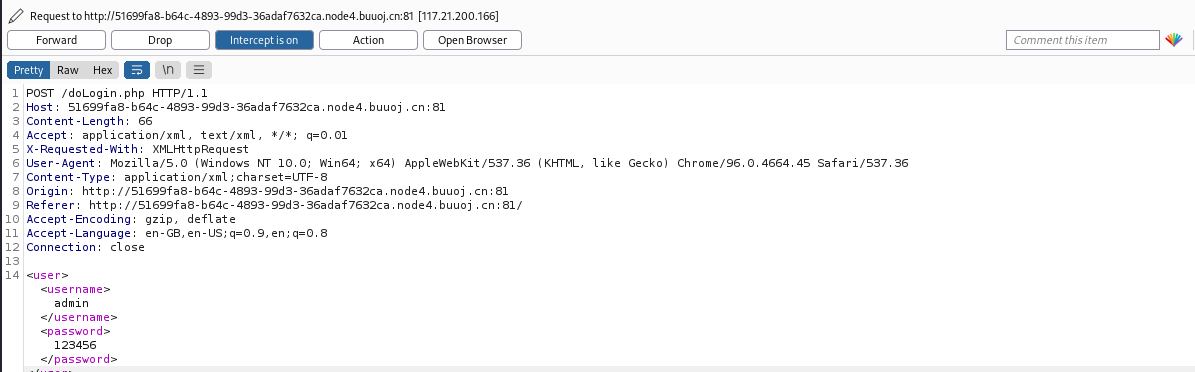 Request to http://51699fa8-b64c-4893-99d3-36adaf7632ca.node4.buuoj.cn:81 [117.21.200.166]
Forward Drop Intercept is on Action Open Browser Comment this item
Pretty Raw Hex \n
1 POST /doLogin.php HTTP/1.1
2 Host: 51699fa8-b64c-4893-99d3-36adaf7632ca.node4.buuoj.cn:81
3 Content-Length: 66
4 Accept: application/xml, text/xml, */*; q=0.01
5 X-Requested-With: XMLHttpRequest
6 User-Agent: Mozilla/5.0 (Windows NT 10.0; Win64; x64) AppleWebKit/537.36 (KHTML, like Gecko) Chrome/96.0.4664.45 Safari/537.36
7 Content-Type: application/xml;charset=UTF-8
8 Origin: http://51699fa8-b64c-4893-99d3-36adaf7632ca.node4.buuoj.cn:81
9 Referer: http://51699fa8-b64c-4893-99d3-36adaf7632ca.node4.buuoj.cn:81/
10 Accept-Encoding: gzip, deflate
11 Accept-Language: en-GB,en-US;q=0.9,en;q=0.8
12 Connection: close
13
14 <user>
<username>
admin
</username>
<password>
123456
</password>
</user>